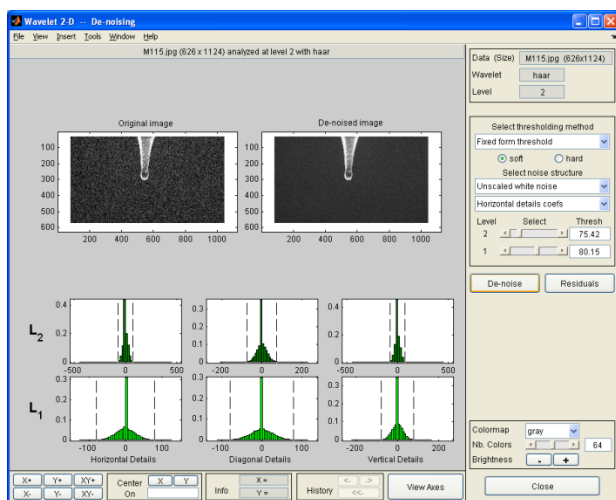 Wavelet 2-D -- De-noising
File View Insert Tools Window Help
M115.jpg (626 x 1124) analyzed at level 2 with haar
Data (Size) M115.jpg (626x1124)
Wavelet haar
Level 2
Original image De-noised image
100 100
200 200
300 300
400 400
500 500
600 600
200 400 600 800 1000 200 400 600 800 1000
Select thresholding method
Fixed form threshold
soft hard
Select noise structure
Unscaled white noise
Horizontal details coefs
Level Select Thresh
2 75.42
1 80.15
De-noise Residuals
L2
0.4 0.3 0.4
0.2 0.2 0.2
0.1
0 0 0
-500 0 500 -200 0 200 -500 0 500
L1
0.3 0.3 0.3
0.2 0.2 0.2
0.1 0.1 0.1
0 0 0
-100 0 100 -100 0 100 -200 0 200
Horizontal Details Diagonal Details Vertical Details
Colormap gray
Nb. Colors 64
Brightness - +
X+ Y+ XY+
X- Y- XY-
Center On X Y
Info X = Y =
History <- -> <<-
View Axes
Close